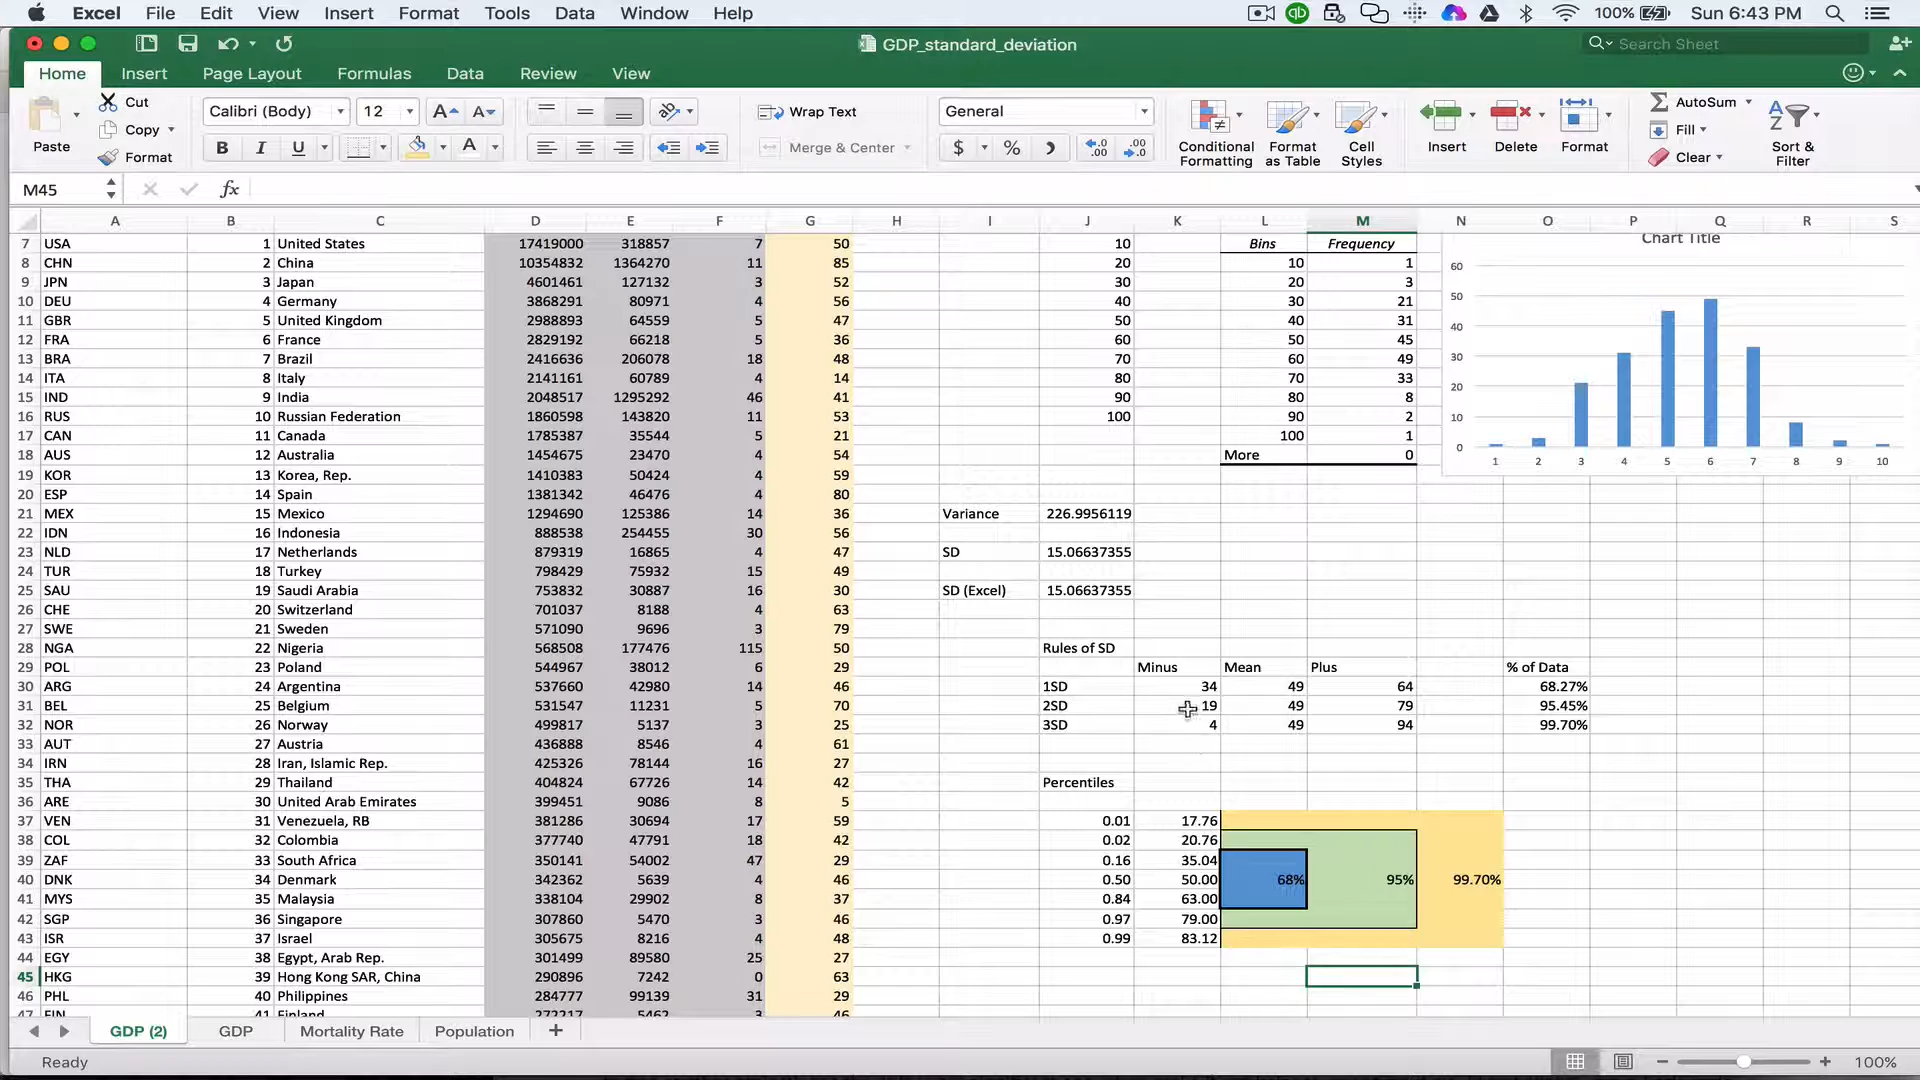 Excel File Edit View Insert Format Tools Data Window Help 100% Sun 6:43 PM
GDP_standard_deviation Search Sheet
Home Insert Page Layout Formulas Data Review View
Paste Cut Copy Format
Calibri (Body) 12 A A
B I U A
Wrap Text
Merge & Center
General
$ % .0 .00 .00 .0
Conditional Formatting
Format as Table
Cell Styles
Insert Delete Format
AutoSum
Fill
Clear
Sort & Filter
M45 fx
A B C D E F G H I J K L M N O P Q R S
7 USA 1 United States 17419000 318857 7 50 10 Bins Frequency
8 CHN 2 China 10354832 1364270 11 85 20 10 1
9 JPN 3 Japan 4601461 127132 3 52 30 20 3
10 DEU 4 Germany 3868291 80971 4 56 40 30 21
11 GBR 5 United Kingdom 2988893 64559 5 47 50 40 31
12 FRA 6 France 2829192 66218 5 36 60 50 45
13 BRA 7 Brazil 2416636 206078 18 48 70 60 49
14 ITA 8 Italy 2141161 60789 4 14 80 70 33
15 IND 9 India 2048517 1295292 46 41 90 80 8
16 RUS 10 Russian Federation 1860598 143820 11 53 100 90 2
17 CAN 11 Canada 1785387 35544 5 21 100 1
18 AUS 12 Australia 1454675 23470 4 54 More 0
19 KOR 13 Korea, Rep. 1410383 50424 4 59
20 ESP 14 Spain 1381342 46476 4 80
21 MEX 15 Mexico 1294690 125386 14 36 Variance 226.9956119
22 IDN 16 Indonesia 888538 254455 30 56
23 NLD 17 Netherlands 879319 16865 4 47 SD 15.06637355
24 TUR 18 Turkey 798429 75932 15 49
25 SAU 19 Saudi Arabia 753832 30887 16 30 SD (Excel) 15.06637355
26 CHE 20 Switzerland 701037 8188 4 63
27 SWE 21 Sweden 571090 9696 3 79
28 NGA 22 Nigeria 568508 177476 115 50 Rules of SD
29 POL 23 Poland 544967 38012 6 29 Minus Mean Plus % of Data
30 ARG 24 Argentina 537660 42980 14 46 1SD 34 49 64 68.27%
31 BEL 25 Belgium 531547 11231 5 70 2SD 19 49 79 95.45%
32 NOR 26 Norway 499817 5137 3 25 3SD 4 49 94 99.70%
33 AUT 27 Austria 436888 8546 4 61
34 IRN 28 Iran, Islamic Rep. 425326 78144 16 27
35 THA 29 Thailand 404824 67726 14 42 Percentiles
36 ARE 30 United Arab Emirates 399451 9086 8 5
37 VEN 31 Venezuela, RB 381286 30694 17 59 0.01 17.76
38 COL 32 Colombia 377740 47791 18 42 0.02 20.76
39 ZAF 33 South Africa 350141 54002 47 29 0.16 35.04
40 DNK 34 Denmark 342362 5639 4 46 0.50 50.00 68% 95% 99.70%
41 MYS 35 Malaysia 338104 29902 8 37 0.84 63.00
42 SGP 36 Singapore 307860 5470 3 46 0.97 79.00
43 ISR 37 Israel 305675 8216 4 48 0.99 83.12
44 EGY 38 Egypt, Arab Rep. 301499 89580 25 27
45 HKG 39 Hong Kong SAR, China 290896 7242 0 63
46 PHL 40 Philippines 284777 99139 31 29
47 FIN 41 Finland 272217 5462 3 46
Chart Title
60
50
40
30
20
10
0
1 2 3 4 5 6 7 8 9 10
GDP (2) GDP Mortality Rate Population
Ready 100%